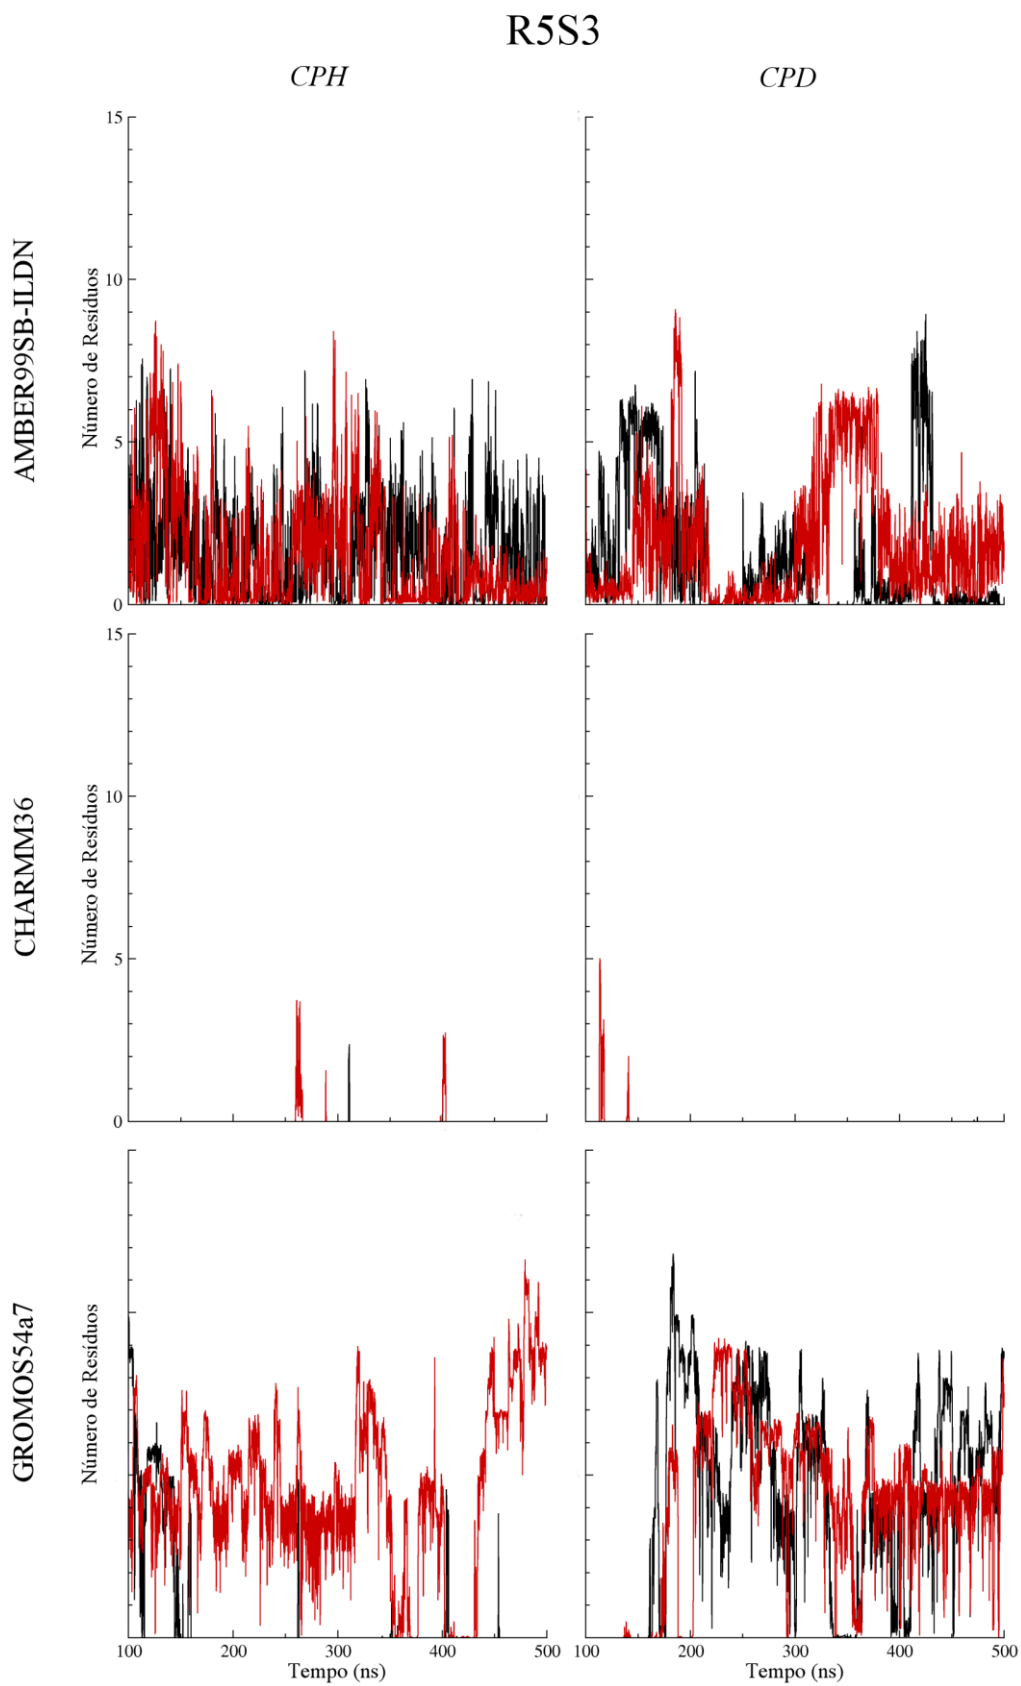 R5S3
CPH
CPD
AMBER99SB-ILDN
Número de Resíduos
15
10
5
0
CHARMM36
Número de Resíduos
15
10
5
0
GROMOS54a7
Número de Resíduos
100 200 300 400 500
Tempo (ns)
100 200 300 400 500
Tempo (ns)